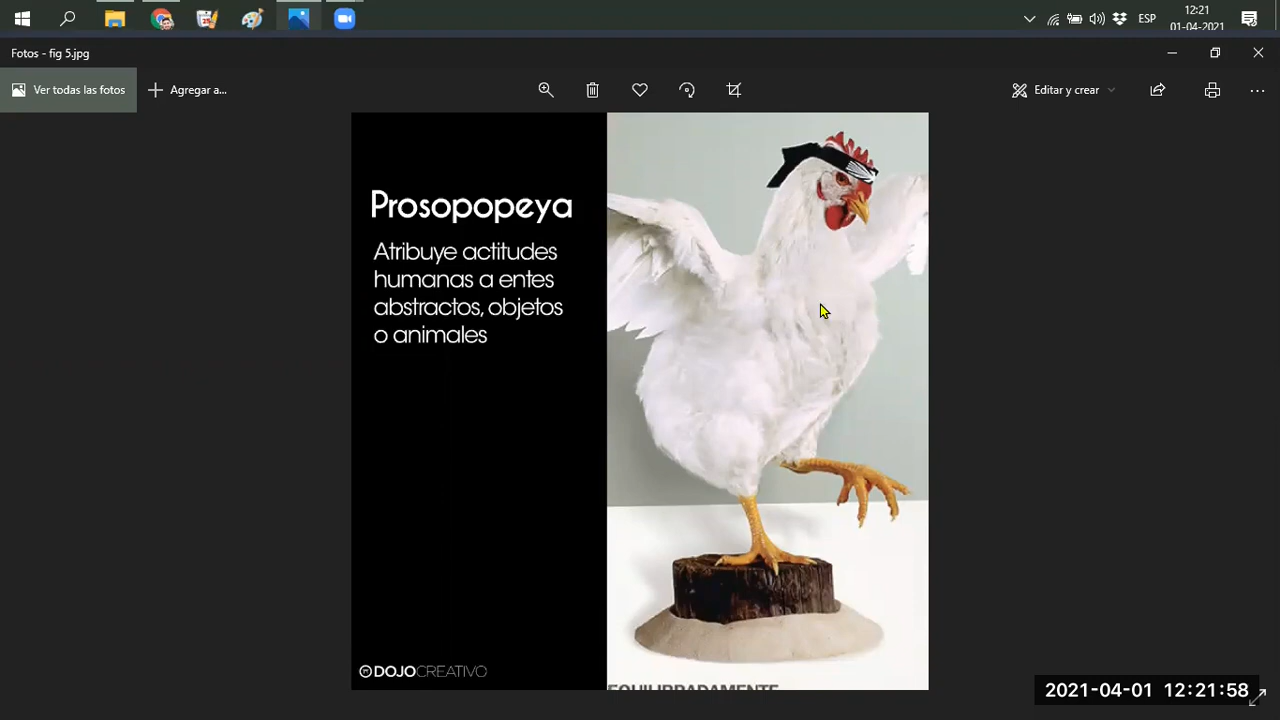 12:21
ESP
01-04-2021
Fotos - fig 5.jpg
Ver todas las fotos
Agregar a...
Editar y crear
Prosopopeya
Atribuye actitudes
humanas a entes
abstractos, objetos
o animales
DOJOCREATIVO
EQUILIBRADAMENTE
2021-04-01 12:21:58